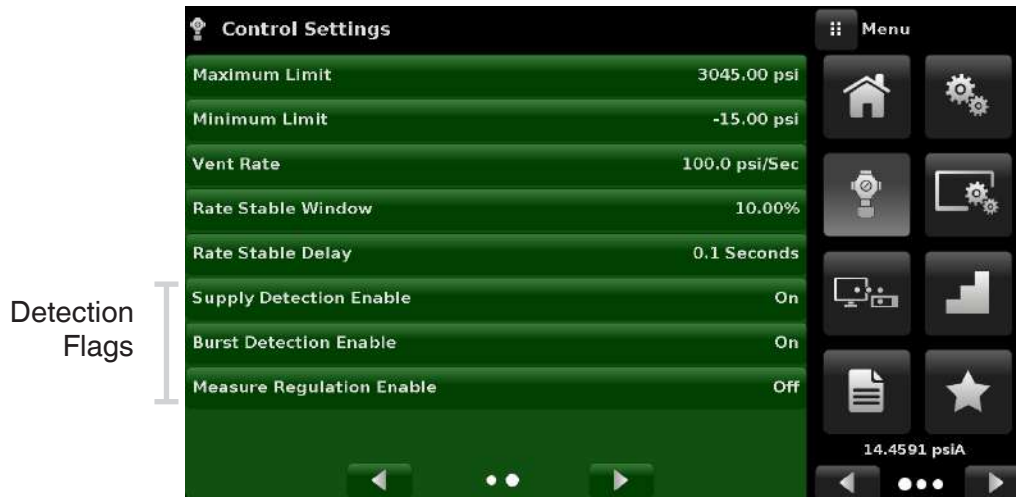 Control Settings
Menu
Maximum Limit 3045.00 psi
Minimum Limit -15.00 psi
Vent Rate 100.0 psi/Sec
Rate Stable Window 10.00%
Rate Stable Delay 0.1 Seconds
Detection
Flags
Supply Detection Enable On
Burst Detection Enable On
Measure Regulation Enable Off
14.4591 psiA